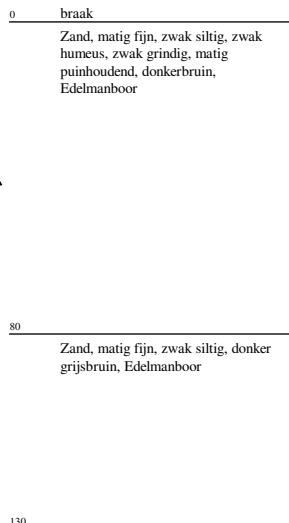 0 braak
Zand, matig fijn, zwak siltig, zwak
humeus, zwak grindig, matig
puinhoudend, donkerbruin,
Edelmanboor
80
Zand, matig fijn, zwak siltig, donker
grijsbruin, Edelmanboor
130